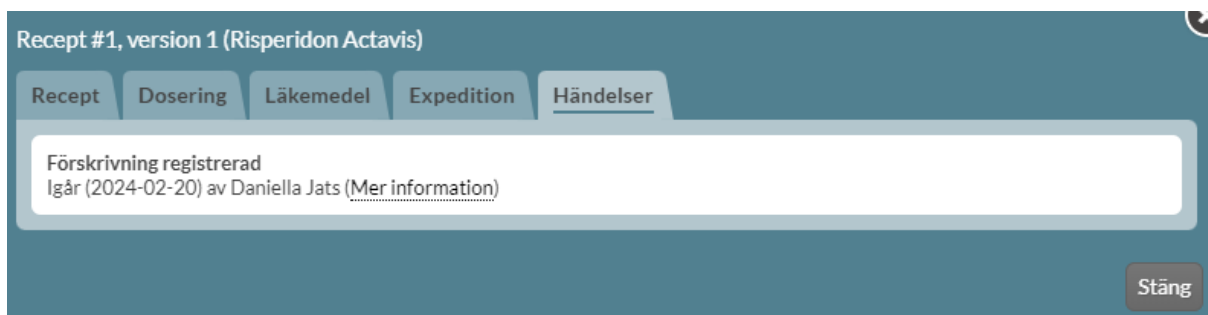 Recept #1, version 1 (Risperidon Actavis)
Recept Dosering Läkemedel Expedition Händelser
Förskrivning registrerad
Igår (2024-02-20) av Daniella Jats (Mer information)
Stäng